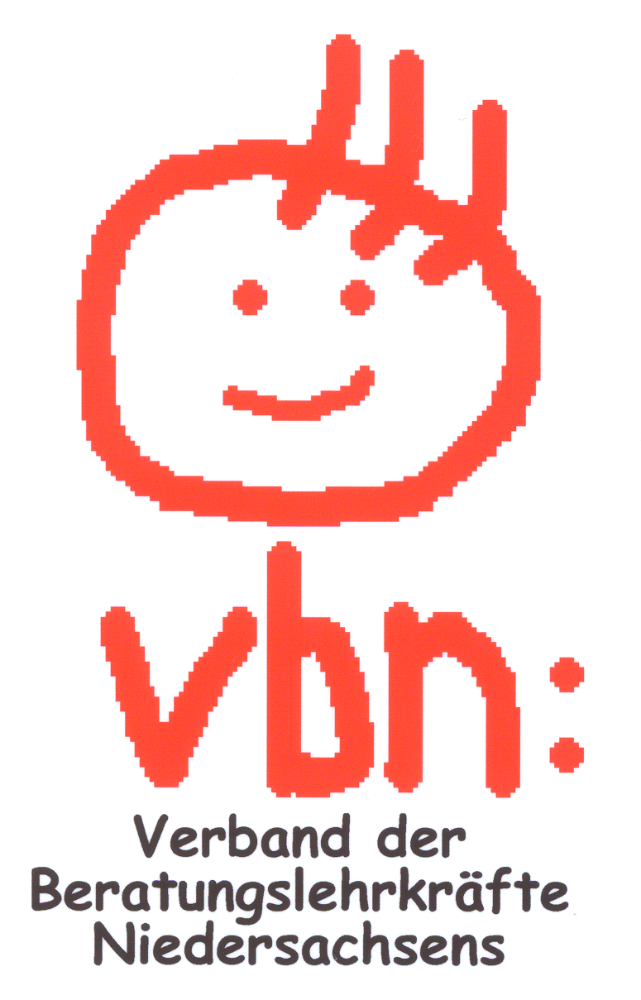 vbn:
Verband der
Beratungslehrkräfte
Niedersachsens